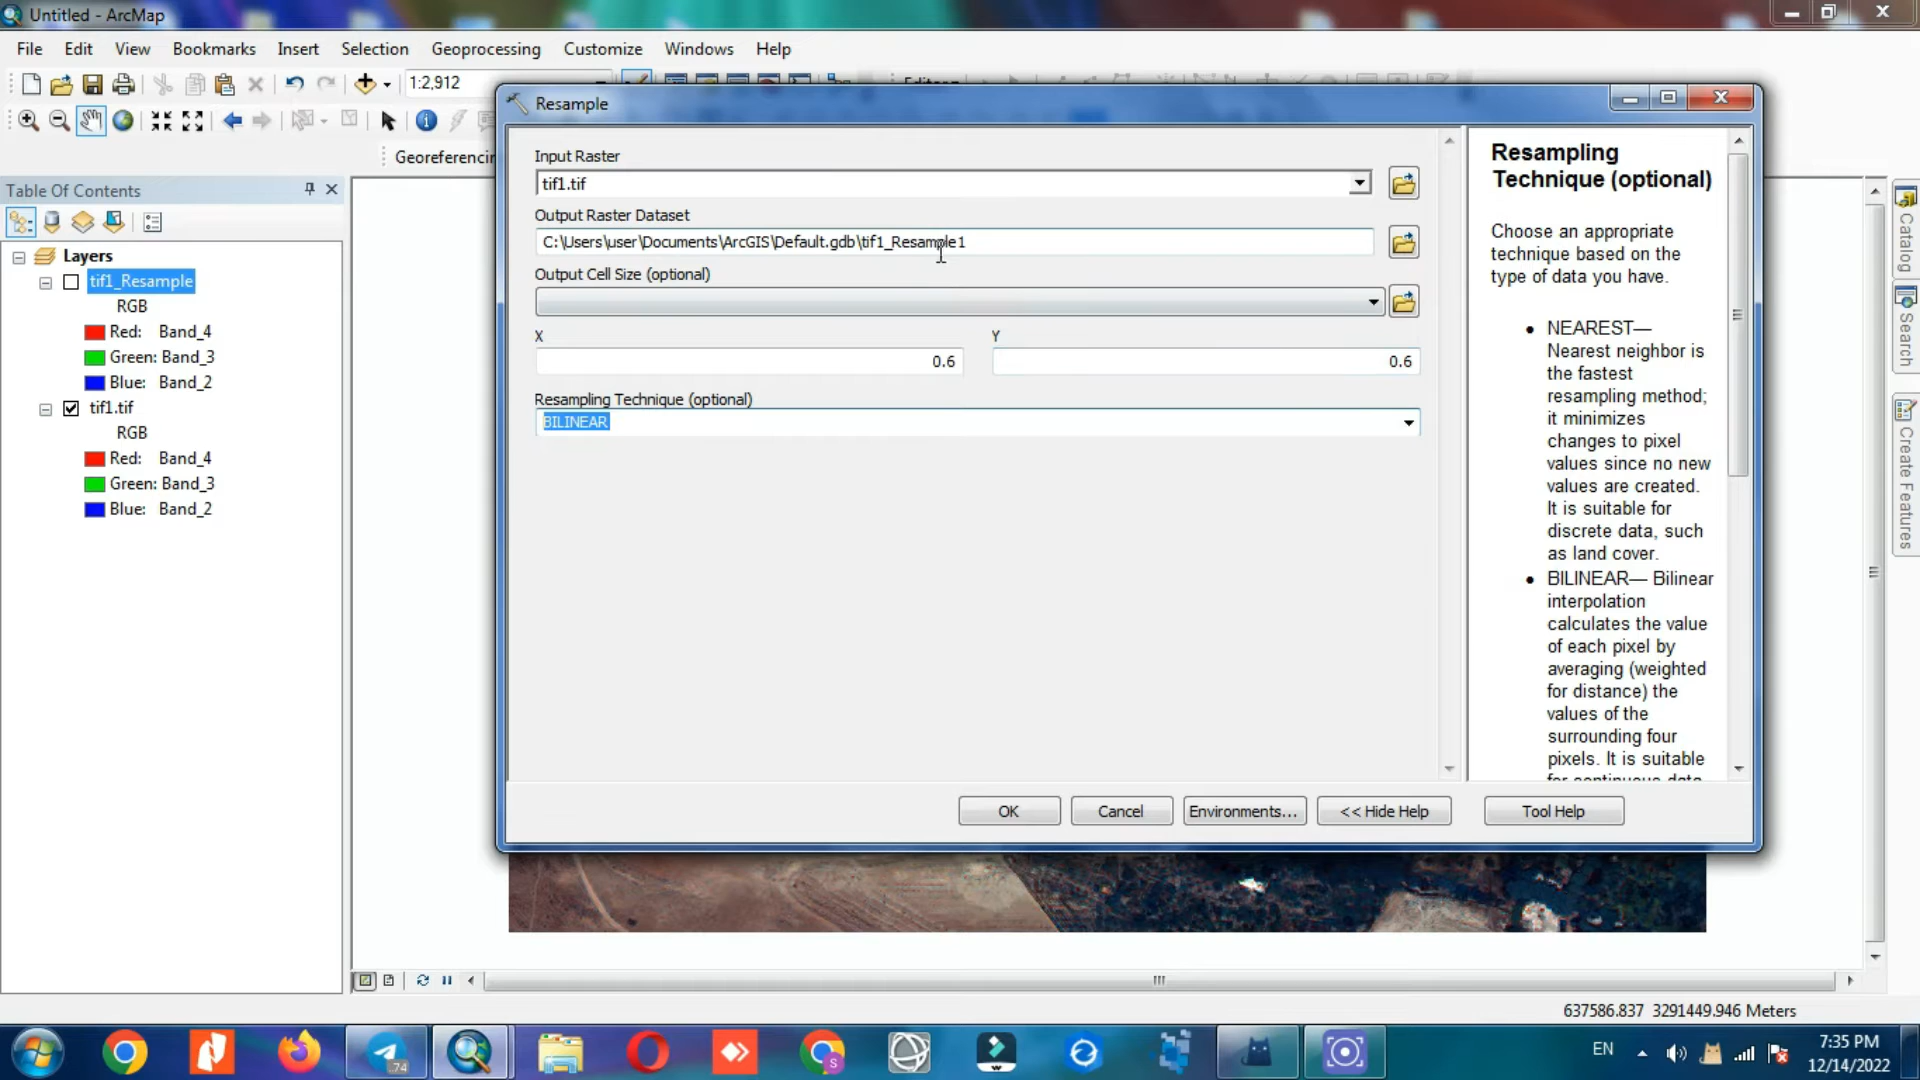 Untitled - ArcMap
File Edit View Bookmarks Insert Selection Geoprocessing Customize Windows Help
1:2,912
Resample
Georeferencin
Table Of Contents
Layers
tif1_Resample
RGB
Red: Band_4
Green: Band_3
Blue: Band_2
tif1.tif
RGB
Red: Band_4
Green: Band_3
Blue: Band_2
Input Raster
tif1.tif
Output Raster Dataset
C:\Users\user\Documents\ArcGIS\Default.gdb\tif1_Resample1
Output Cell Size (optional)
X Y
0.6 0.6
Resampling Technique (optional)
BILINEAR
Resampling
Technique (optional)
Choose an appropriate
technique based on the
type of data you have.
NEAREST—
Nearest neighbor is
the fastest
resampling method;
it minimizes
changes to pixel
values since no new
values are created.
It is suitable for
discrete data, such
as land cover.
BILINEAR— Bilinear
interpolation
calculates the value
of each pixel by
averaging (weighted
for distance) the
values of the
surrounding four
pixels. It is suitable
for continuous data
OK Cancel Environments... << Hide Help Tool Help
Catalog
Search
Create Features
637586.837 3291449.946 Meters
74
EN
7:35 PM
12/14/2022